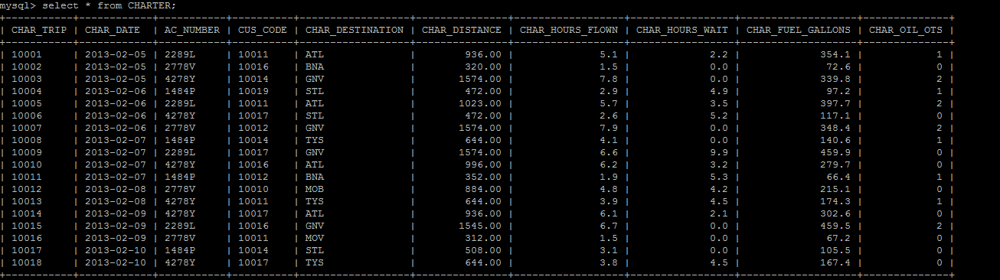 mysql> select * from CHARTER;
+-----------+------------+-----------+----------+------------------+---------------+------------------+-----------------+-------------------+--------------+
| CHAR_TRIP | CHAR_DATE | AC_NUMBER | CUS_CODE | CHAR_DESTINATION | CHAR_DISTANCE | CHAR_HOURS_FLOWN | CHAR_HOURS_WAIT | CHAR_FUEL_GALLONS | CHAR_OIL_OTS |
+-----------+------------+-----------+----------+------------------+---------------+------------------+-----------------+-------------------+--------------+
| 10001 | 2013-02-05 | 2289L | 10011 | ATL | 936.00 | 5.1 | 2.2 | 354.1 | 1 |
| 10002 | 2013-02-05 | 2778V | 10016 | BNA | 320.00 | 1.5 | 0.0 | 72.6 | 0 |
| 10003 | 2013-02-05 | 4278Y | 10014 | GNV | 1574.00 | 7.8 | 0.0 | 339.8 | 2 |
| 10004 | 2013-02-06 | 1484P | 10019 | STL | 472.00 | 2.9 | 4.9 | 97.2 | 1 |
| 10005 | 2013-02-06 | 2289L | 10011 | ATL | 1023.00 | 5.7 | 3.5 | 397.7 | 2 |
| 10006 | 2013-02-06 | 4278Y | 10017 | STL | 472.00 | 2.6 | 5.2 | 117.1 | 0 |
| 10007 | 2013-02-06 | 2778V | 10012 | GNV | 1574.00 | 7.9 | 0.0 | 348.4 | 2 |
| 10008 | 2013-02-07 | 1484P | 10014 | TYS | 644.00 | 4.1 | 0.0 | 140.6 | 1 |
| 10009 | 2013-02-07 | 2289L | 10017 | GNV | 1574.00 | 6.6 | 9.9 | 459.9 | 0 |
| 10010 | 2013-02-07 | 4278Y | 10016 | ATL | 996.00 | 6.2 | 3.2 | 279.7 | 0 |
| 10011 | 2013-02-07 | 1484P | 10012 | BNA | 352.00 | 1.9 | 5.3 | 66.4 | 1 |
| 10012 | 2013-02-08 | 2778V | 10010 | MOB | 884.00 | 4.8 | 4.2 | 215.1 | 0 |
| 10013 | 2013-02-08 | 4278Y | 10011 | TYS | 644.00 | 3.9 | 4.5 | 174.3 | 1 |
| 10014 | 2013-02-09 | 4278Y | 10017 | ATL | 936.00 | 6.1 | 2.1 | 302.6 | 0 |
| 10015 | 2013-02-09 | 2289L | 10016 | GNV | 1545.00 | 6.7 | 0.0 | 459.5 | 2 |
| 10016 | 2013-02-09 | 2778V | 10011 | MOV | 312.00 | 1.5 | 0.0 | 67.2 | 0 |
| 10017 | 2013-02-10 | 1484P | 10014 | STL | 508.00 | 3.1 | 0.0 | 105.5 | 0 |
| 10018 | 2013-02-10 | 4278Y | 10017 | TYS | 644.00 | 3.8 | 4.5 | 167.4 | 0 |
+-----------+------------+-----------+----------+------------------+---------------+------------------+-----------------+-------------------+--------------+